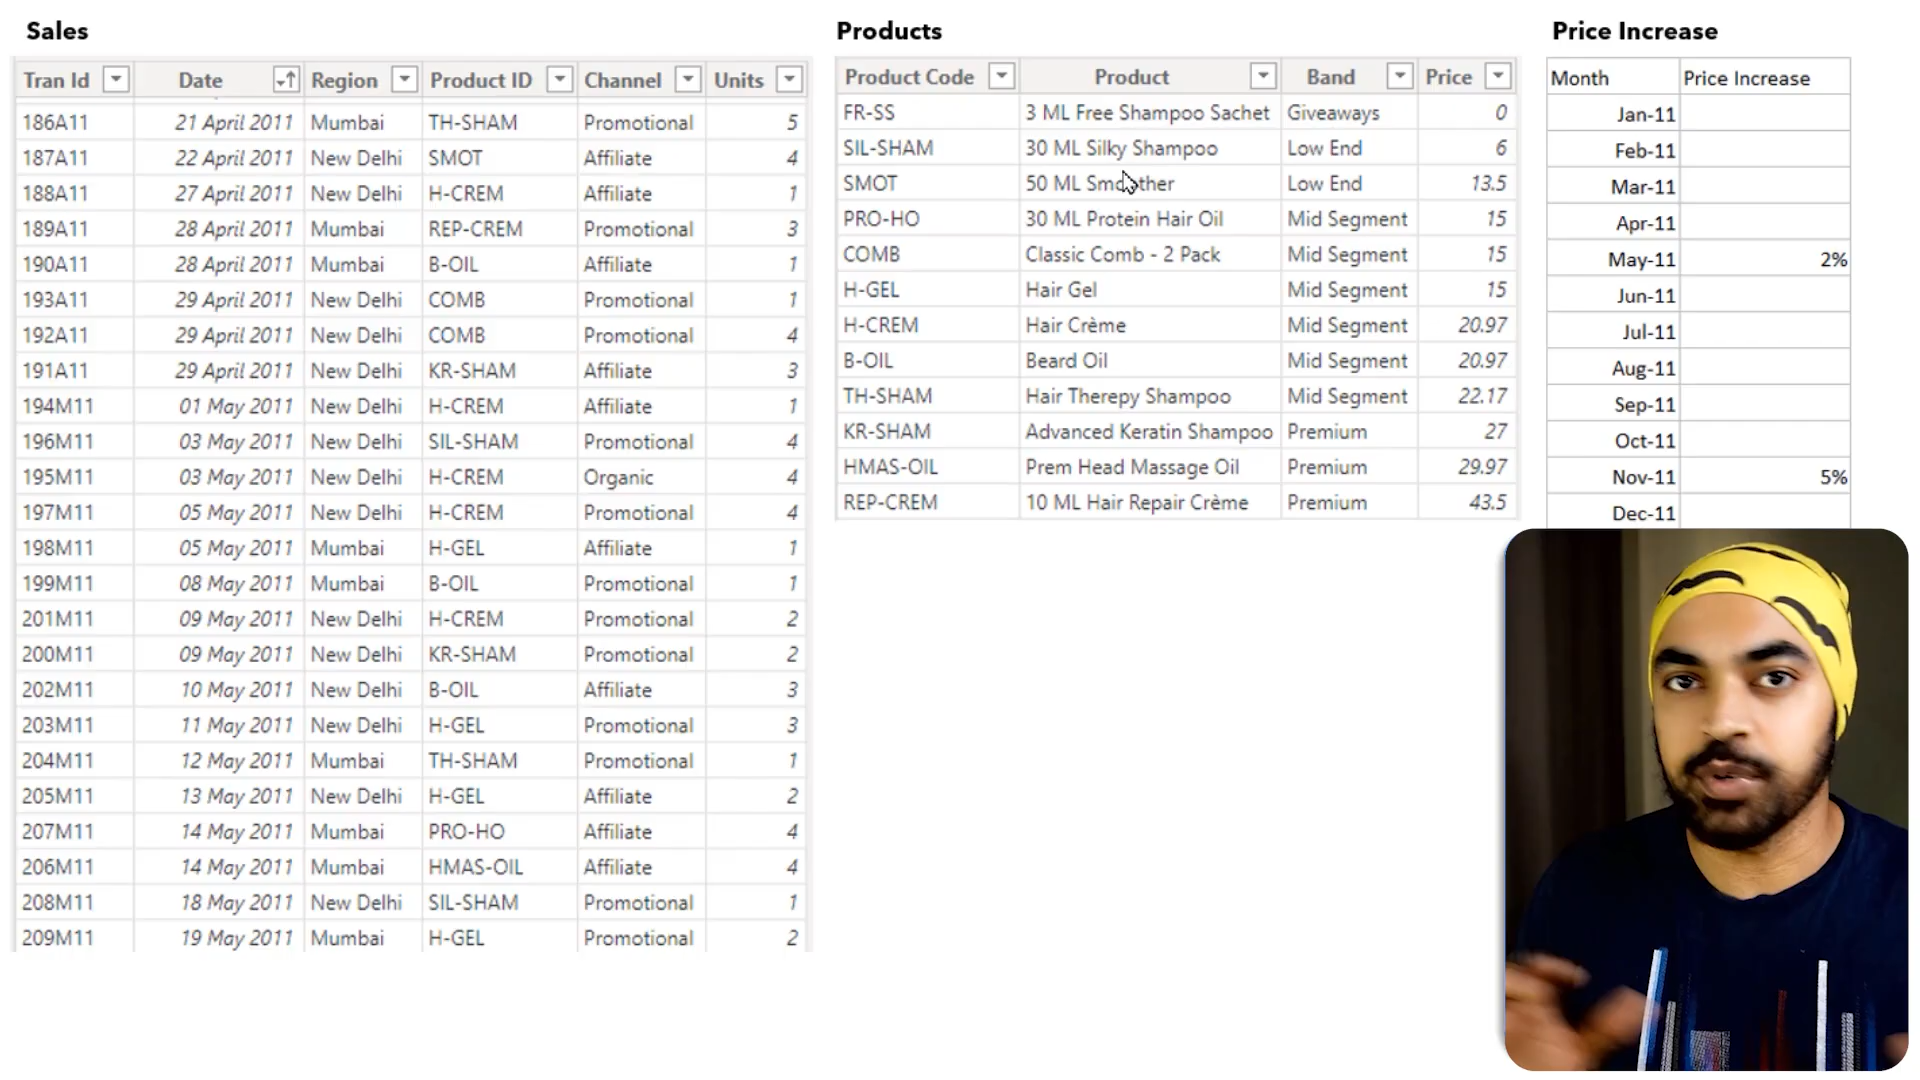 Sales
Tran Id Date Region Product ID Channel Units
186A11 21 April 2011 Mumbai TH-SHAM Promotional 5
187A11 22 April 2011 New Delhi SMOT Affiliate 4
188A11 27 April 2011 New Delhi H-CREM Affiliate 1
189A11 28 April 2011 Mumbai REP-CREM Promotional 3
190A11 28 April 2011 Mumbai B-OIL Affiliate 1
193A11 29 April 2011 New Delhi COMB Promotional 1
192A11 29 April 2011 New Delhi COMB Promotional 4
191A11 29 April 2011 New Delhi KR-SHAM Affiliate 3
194M11 01 May 2011 New Delhi H-CREM Affiliate 1
196M11 03 May 2011 New Delhi SIL-SHAM Promotional 4
195M11 03 May 2011 New Delhi H-CREM Organic 4
197M11 05 May 2011 New Delhi H-CREM Promotional 4
198M11 05 May 2011 Mumbai H-GEL Affiliate 1
199M11 08 May 2011 Mumbai B-OIL Promotional 1
201M11 09 May 2011 New Delhi H-CREM Promotional 2
200M11 09 May 2011 New Delhi KR-SHAM Promotional 2
202M11 10 May 2011 New Delhi B-OIL Affiliate 3
203M11 11 May 2011 New Delhi H-GEL Promotional 3
204M11 12 May 2011 Mumbai TH-SHAM Promotional 1
205M11 13 May 2011 New Delhi H-GEL Affiliate 2
207M11 14 May 2011 Mumbai PRO-HO Affiliate 4
206M11 14 May 2011 Mumbai HMAS-OIL Affiliate 4
208M11 18 May 2011 New Delhi SIL-SHAM Promotional 1
209M11 19 May 2011 Mumbai H-GEL Promotional 2
Products
Product Code Product Band Price
FR-SS 3 ML Free Shampoo Sachet Giveaways 0
SIL-SHAM 30 ML Silky Shampoo Low End 6
SMOT 50 ML Smoother Low End 13.5
PRO-HO 30 ML Protein Hair Oil Mid Segment 15
COMB Classic Comb - 2 Pack Mid Segment 15
H-GEL Hair Gel Mid Segment 15
H-CREM Hair Crème Mid Segment 20.97
B-OIL Beard Oil Mid Segment 20.97
TH-SHAM Hair Therepy Shampoo Mid Segment 22.17
KR-SHAM Advanced Keratin Shampoo Premium 27
HMAS-OIL Prem Head Massage Oil Premium 29.97
REP-CREM 10 ML Hair Repair Crème Premium 43.5
Price Increase
Month Price Increase
Jan-11
Feb-11
Mar-11
Apr-11
May-11 2%
Jun-11
Jul-11
Aug-11
Sep-11
Oct-11
Nov-11 5%
Dec-11